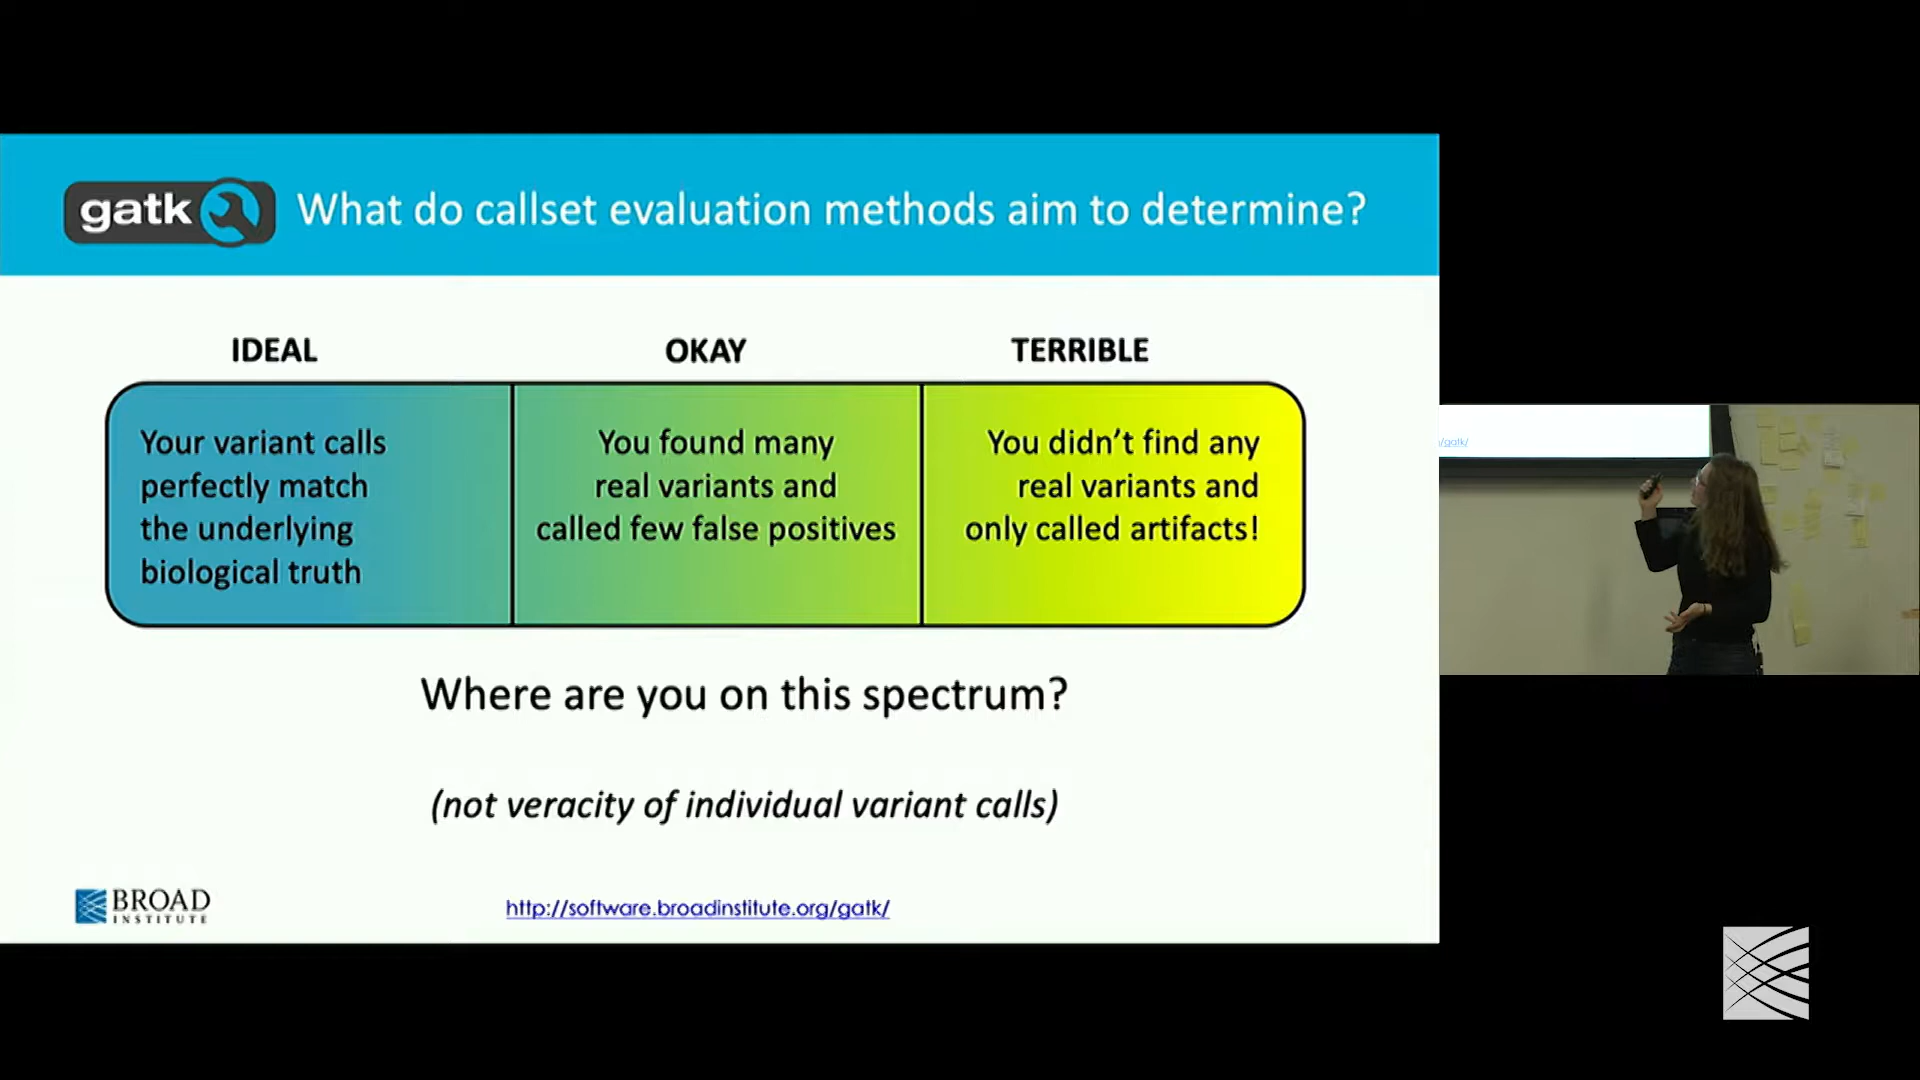 gatk
What do callset evaluation methods aim to determine?
IDEAL
OKAY
TERRIBLE
Your variant calls
perfectly match
the underlying
biological truth
You found many
real variants and
called few false positives
You didn’t find any
real variants and
only called artifacts!
Where are you on this spectrum?
(not veracity of individual variant calls)
BROAD
INSTITUTE
http://software.broadinstitute.org/gatk/
/gatk/